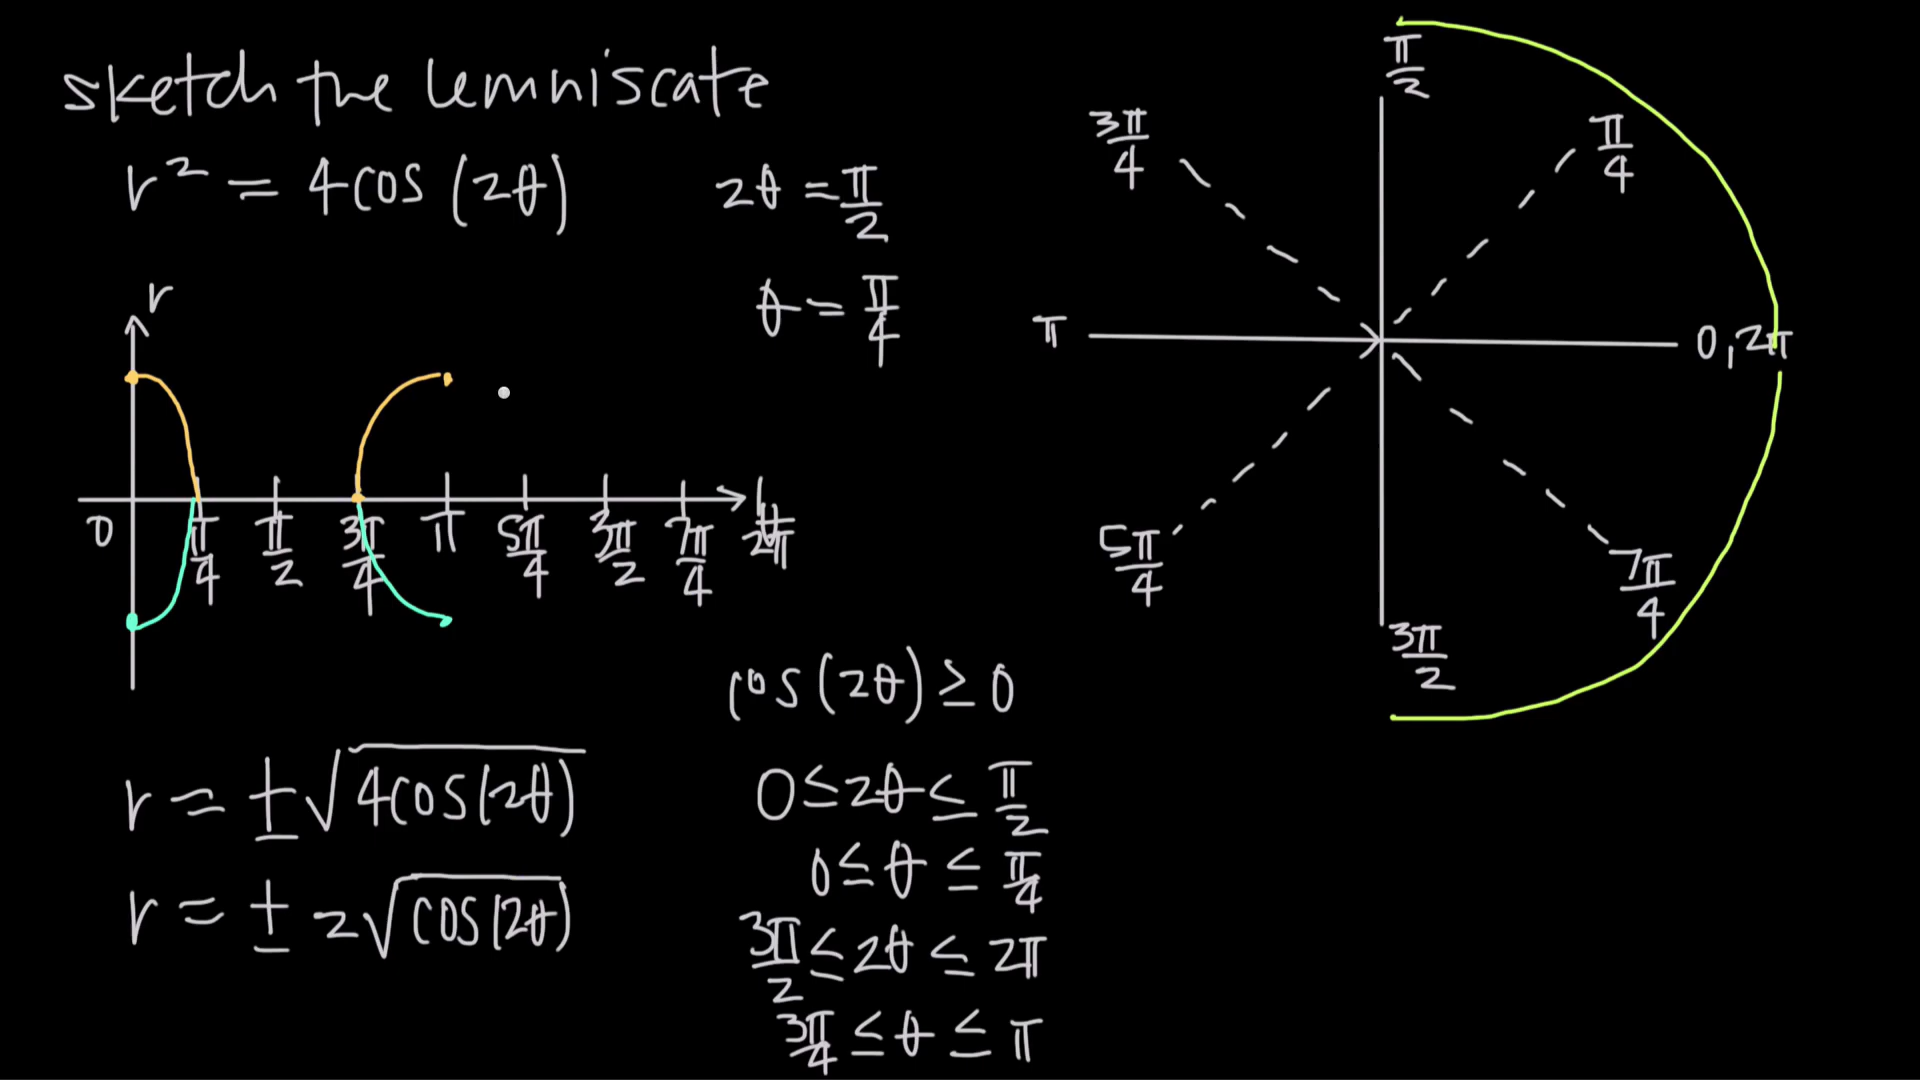 sketch the lemniscate
r² = 4cos(2θ)
2θ = π/2
θ = π/4
r
0 π/4 π/2 3π/4 π 5π/4 3π/2 7π/4 2π
r = ±√4cos(2θ)
r = ±2√cos(2θ)
cos(2θ) ≥ 0
0 ≤ 2θ ≤ π/2
0 ≤ θ ≤ π/4
3π/2 ≤ 2θ ≤ 2π
3π/4 ≤ θ ≤ π
π/2
3π/4
π/4
π
0, 2π
5π/4
7π/4
3π/2